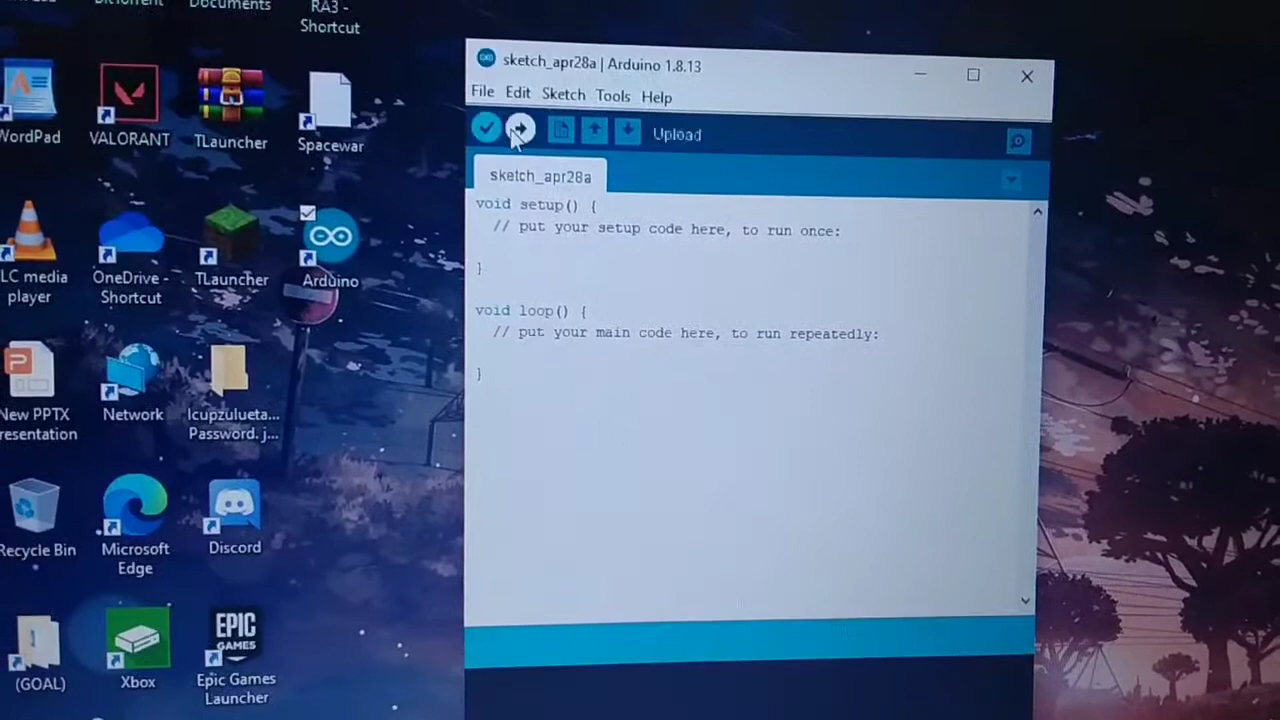 BitTorrent
Documents
RA3 -
Shortcut
WordPad
VALORANT
TLauncher
Spacewar
LC media
player
OneDrive -
Shortcut
TLauncher
Arduino
New PPTX
resentation
Network
lcupzulueta...
Password. j...
Recycle Bin
Microsoft
Edge
Discord
(GOAL)
Xbox
EPIC
GAMES
Epic Games
Launcher
sketch_apr28a | Arduino 1.8.13
File Edit Sketch Tools Help
Upload
sketch_apr28a
void setup() {
// put your setup code here, to run once:
}
void loop() {
// put your main code here, to run repeatedly:
}